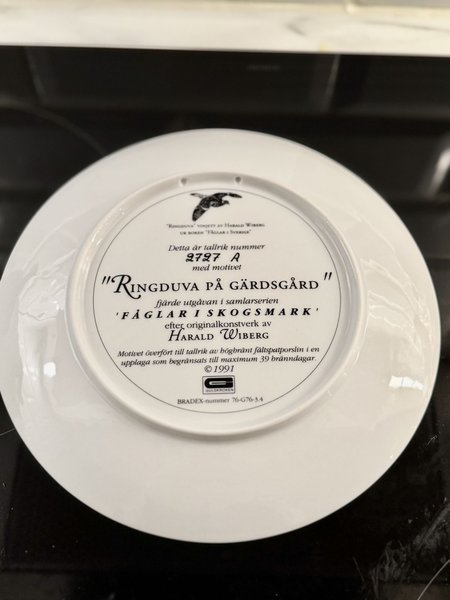 "RINGDUVA" VINJETT AV HARALD WIBERG
UR BOKEN "FÅGLAR I SVERIGE"
Detta är tallrik nummer
2727 A
med motivet
"RINGDUVA PÅ GÄRDSGÅRD"
fjärde utgåvan i samlarserien
'FÅGLAR I SKOGSMARK'
efter originalkonstverk av
HARALD WIBERG
Motivet överfört till tallrik av högbränt fältspatporslin i en
upplaga som begränsats till maximum 39 bränndagar.
©1991
GULDKROKEN
BRADEX-nummer 76-G76-3.4